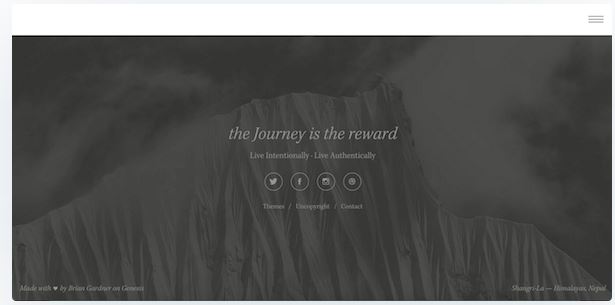 the Journey is the reward
Live Intentionally · Live Authentically
Themes / Uncopyright / Contact
Made with ♥ by Brian Gardner on Genesis
Shangri-La — Himalayas, Nepal